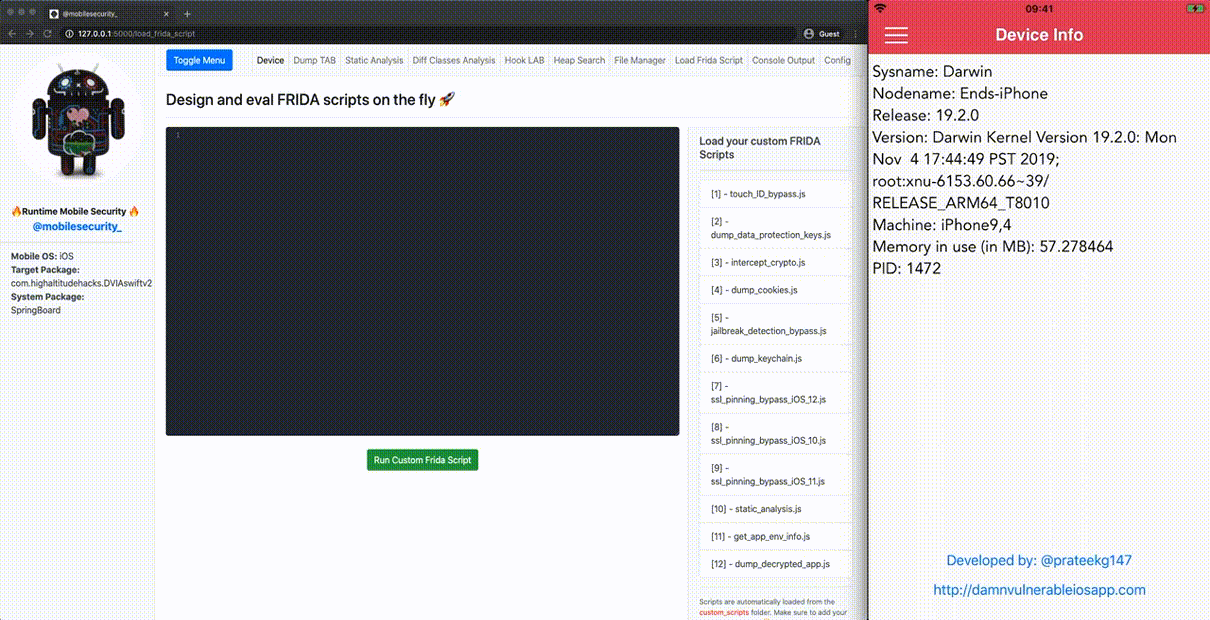 @mobilesecurity_
127.0.0.1:5000/load_frida_script
Guest
Toggle Menu
Device
Dump TAB
Static Analysis
Diff Classes Analysis
Hook LAB
Heap Search
File Manager
Load Frida Script
Console Output
Config
🔥Runtime Mobile Security 🔥
@mobilesecurity_
Mobile OS: iOS
Target Package:
com.highaltitudehacks.DVIAswiftv2
System Package:
SpringBoard
Design and eval FRIDA scripts on the fly 🚀
1
Run Custom Frida Script
Load your custom FRIDA
Scripts
[1] - touch_ID_bypass.js
[2] -
dump_data_protection_keys.js
[3] - intercept_crypto.js
[4] - dump_cookies.js
[5] -
jailbreak_detection_bypass.js
[6] - dump_keychain.js
[7] -
ssl_pinning_bypass_iOS_12.js
[8] -
ssl_pinning_bypass_iOS_10.js
[9] -
ssl_pinning_bypass_iOS_11.js
[10] - static_analysis.js
[11] - get_app_env_info.js
[12] - dump_decrypted_app.js
Scripts are automatically loaded from the
custom_scripts folder. Make sure to add your
09:41
Device Info
Sysname: Darwin
Nodename: Ends-iPhone
Release: 19.2.0
Version: Darwin Kernel Version 19.2.0: Mon
Nov 4 17:44:49 PST 2019;
root:xnu-6153.60.66~39/
RELEASE_ARM64_T8010
Machine: iPhone9,4
Memory in use (in MB): 57.278464
PID: 1472
Developed by: @prateekg147
http://damnvulnerableiosapp.com